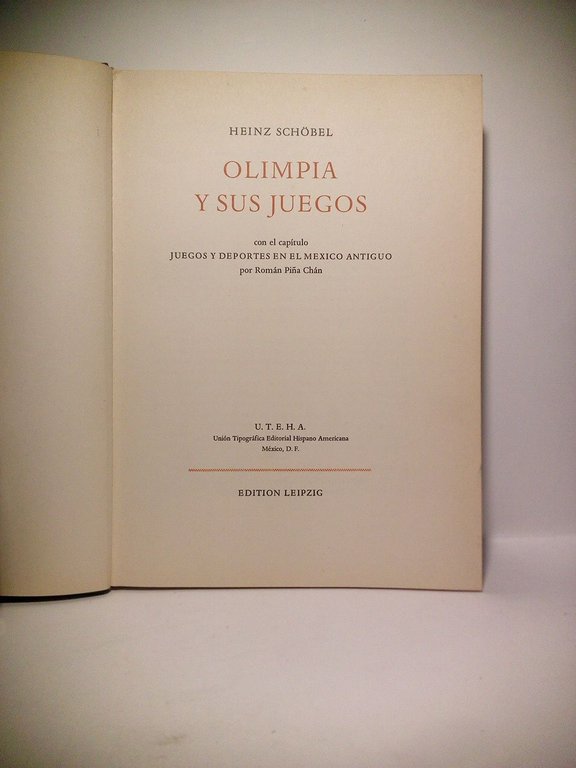 HEINZ SCHÖBEL
OLIMPIA
Y SUS JUEGOS
con el capítulo
JUEGOS Y DEPORTES EN EL MEXICO ANTIGUO
por Román Piña Chán
U. T. E. H. A.
Unión Tipográfica Editorial Hispano Americana
México, D. F.
EDITION LEIPZIG